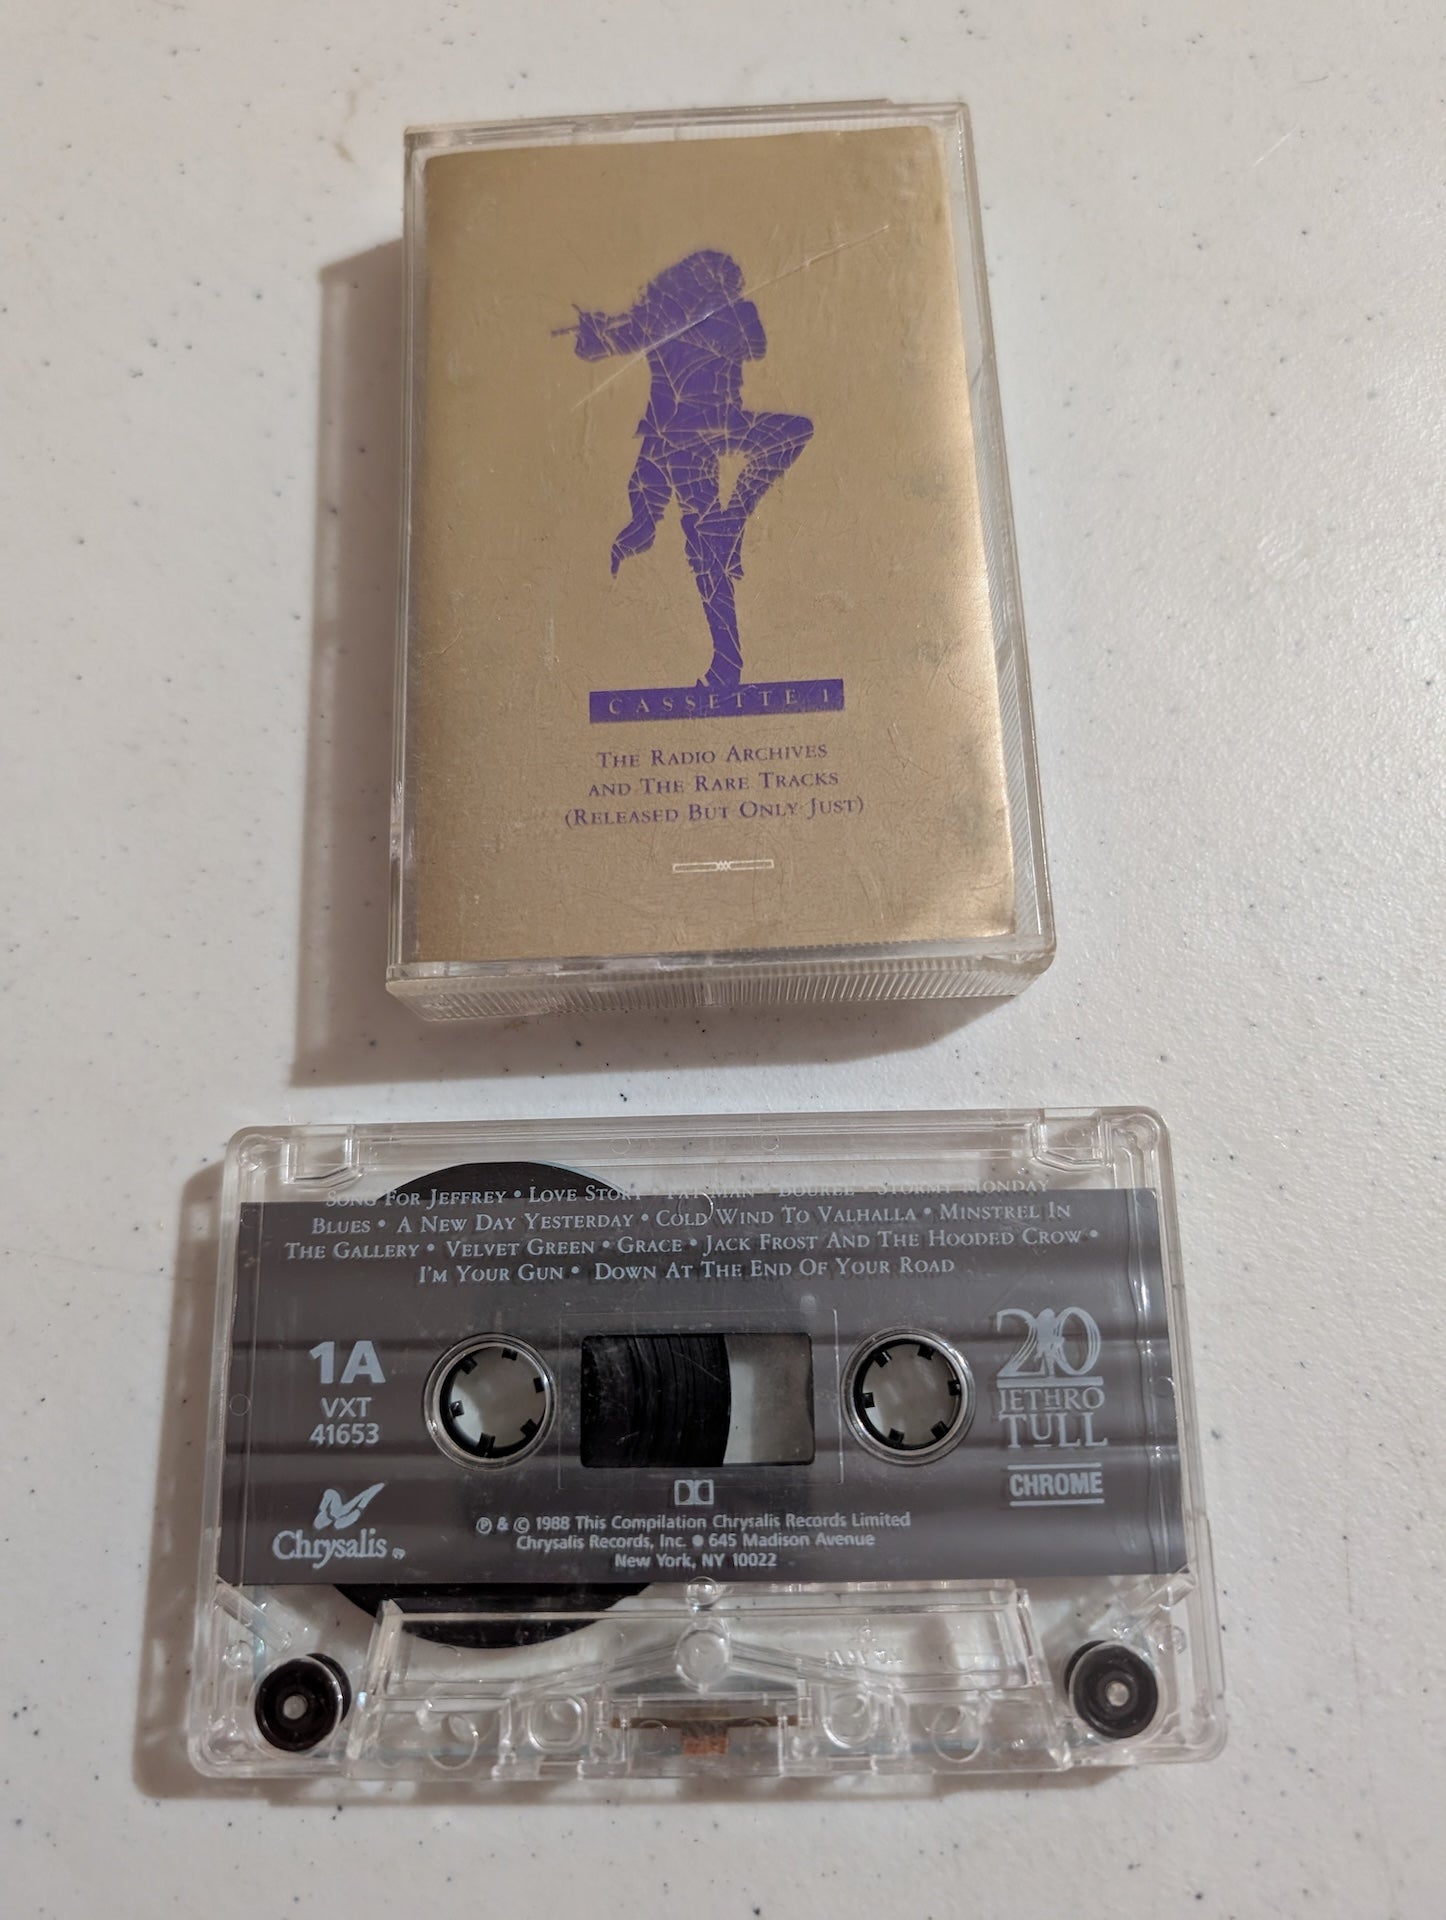 CASSETTE 1
THE RADIO ARCHIVES
AND THE RARE TRACKS
(RELEASED BUT ONLY JUST)
SONG FOR JEFFREY • LOVE STORY • FAT MAN • BOUREE • STORMY MONDAY
BLUES • A NEW DAY YESTERDAY • COLD WIND TO VALHALLA • MINSTREL IN
THE GALLERY • VELVET GREEN • GRACE • JACK FROST AND THE HOODED CROW •
I'M YOUR GUN • DOWN AT THE END OF YOUR ROAD
1A
VXT
41653
20
JETHRO
TULL
CHROME
Chrysalis
℗ & © 1988 This Compilation Chrysalis Records Limited
Chrysalis Records, Inc. • 645 Madison Avenue
New York, NY 10022